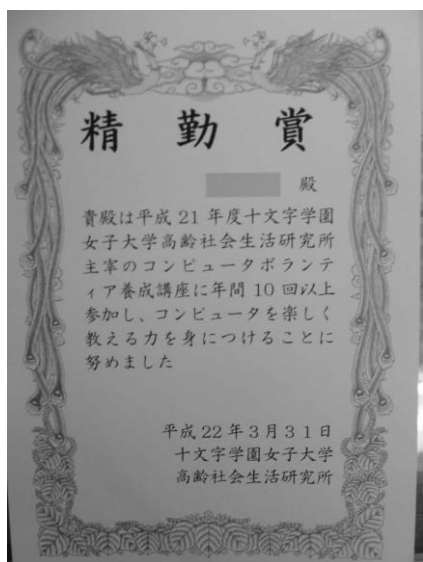 精勤賞
殿
貴殿は平成21年度十文字学園
女子大学高齢社会生活研究所
主宰のコンピュータボランテ
ィア養成講座に年間10回以上
参加し、コンピュータを楽しく
教える力を身につけることに
努めました
平成22年3月31日
十文字学園女子大学
高齢社会生活研究所